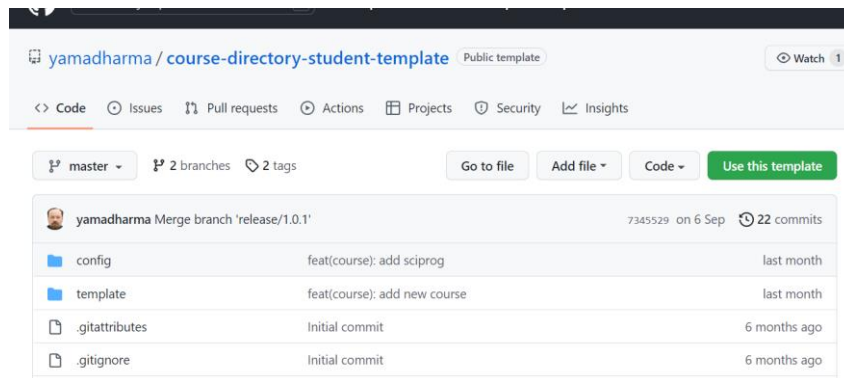 yamadharma / course-directory-student-template Public template Watch 1
<> Code Issues Pull requests Actions Projects Security Insights
master 2 branches 2 tags Go to file Add file Code Use this template
yamadharma Merge branch 'release/1.0.1' 7345529 on 6 Sep 22 commits
config feat(course): add sciprog last month
template feat(course): add new course last month
.gitattributes Initial commit 6 months ago
.gitignore Initial commit 6 months ago